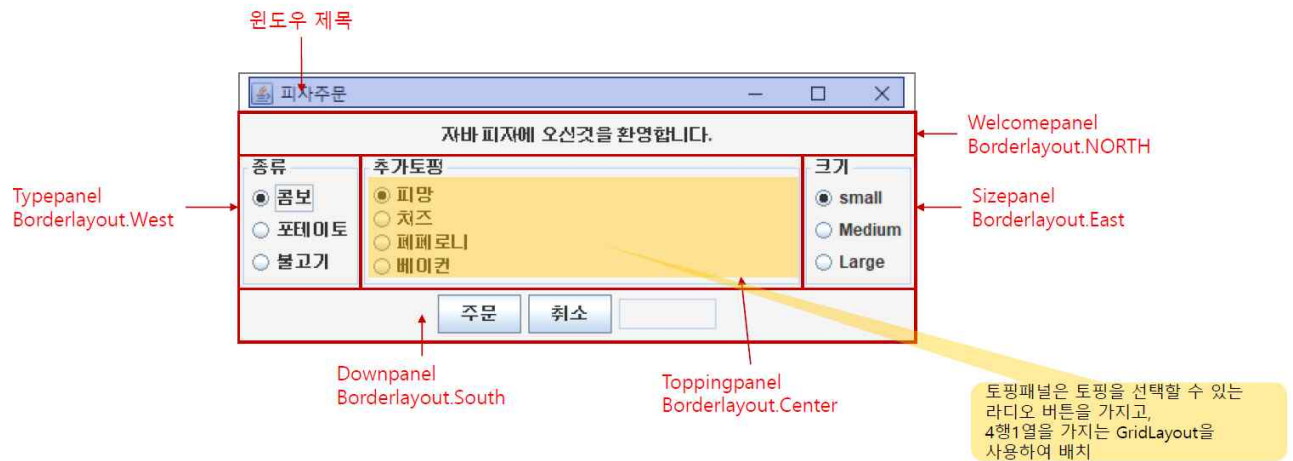 윈도우 제목
피자주문
자바 피자에 오신것을 환영합니다.
Welcomepanel
Borderlayout.NORTH
Typepanel
Borderlayout.West
종류
콤보
포테이토
불고기
추가토핑
피망
치즈
페페로니
베이컨
크기
small
Medium
Large
Sizepanel
Borderlayout.East
주문
취소
Downpanel
Borderlayout.South
Toppingpanel
Borderlayout.Center
토핑패널은 토핑을 선택할 수 있는
라디오 버튼을 가지고,
4행1열을 가지는 GridLayout을
사용하여 배치